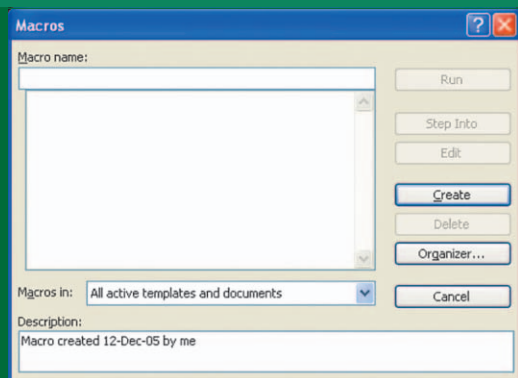 Macros
Macro name:
Run
Step Into
Edit
Create
Delete
Organizer...
Macros in: All active templates and documents
Cancel
Description:
Macro created 12-Dec-05 by me